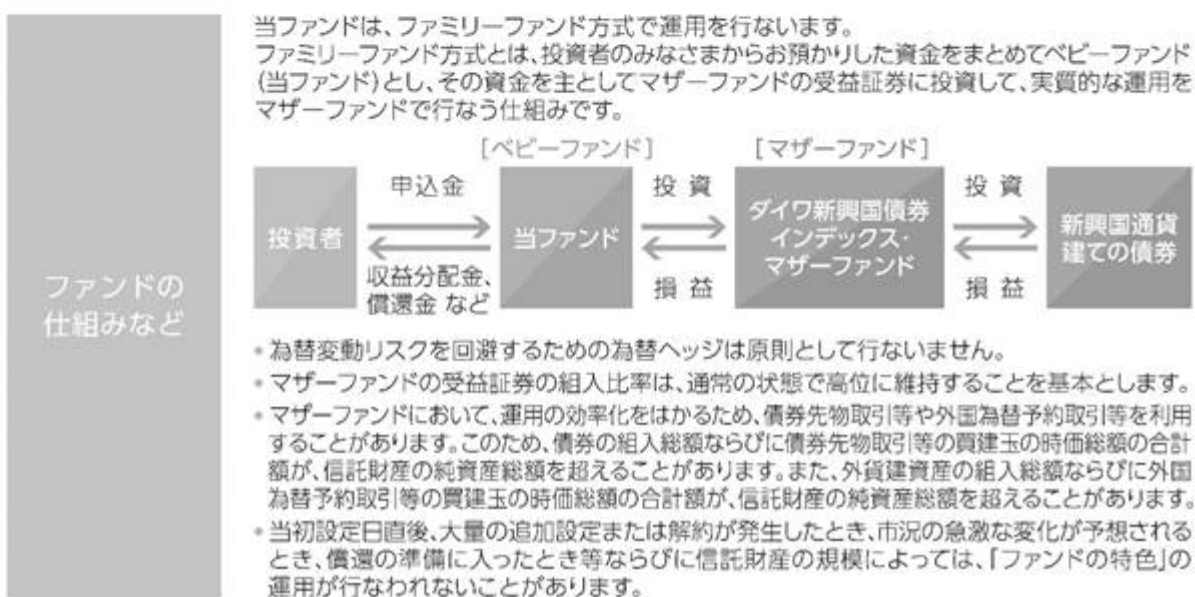 当ファンドは、ファミリーファンド方式で運用を行ないます。
ファミリーファンド方式とは、投資者のみなさまからお預かりした資金をまとめてベビーファンド
(当ファンド)とし、その資金を主としてマザーファンドの受益証券に投資して、実質的な運用を
マザーファンドで行なう仕組みです。
[ベビーファンド]
[マザーファンド]
投資者
申込金
収益分配金、
償還金 など
当ファンド
投 資
損 益
ダイワ新興国債券
インデックス・
マザーファンド
投 資
損 益
新興国通貨
建ての債券
ファンドの
仕組みなど
• 為替変動リスクを回避するための為替ヘッジは原則として行ないません。
• マザーファンドの受益証券の組入比率は、通常の状態で高位に維持することを基本とします。
• マザーファンドにおいて、運用の効率化をはかるため、債券先物取引等や外国為替予約取引等を利用
することがあります。このため、債券の組入総額ならびに債券先物取引等の買建玉の時価総額の合計
額が、信託財産の純資産総額を超えることがあります。また、外貨建資産の組入総額ならびに外国
為替予約取引等の買建玉の時価総額の合計額が、信託財産の純資産総額を超えることがあります。
• 当初設定日直後、大量の追加設定または解約が発生したとき、市況の急激な変化が予想される
とき、償還の準備に入ったとき等ならびに信託財産の規模によっては、「ファンドの特色」の
運用が行なわれないことがあります。